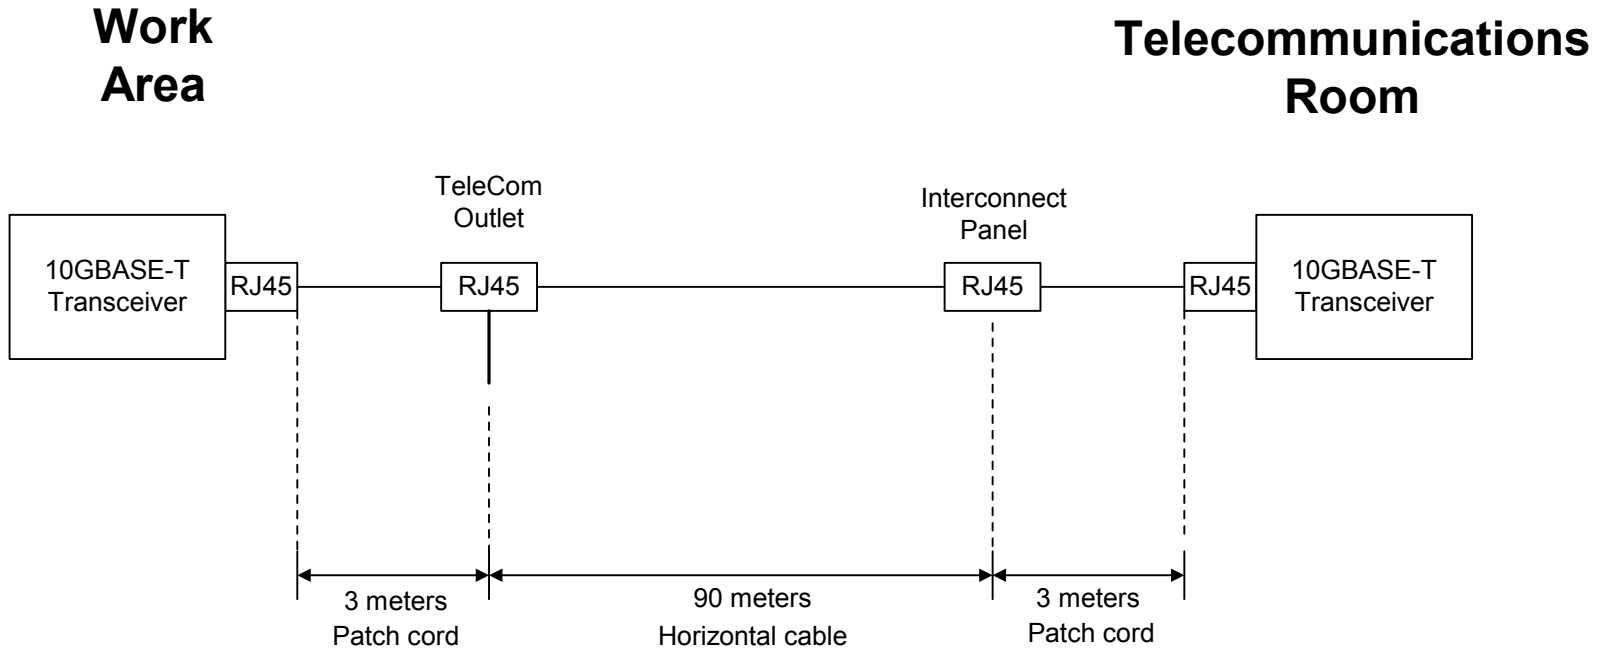 Work
Area
Telecommunications
Room
TeleCom
Outlet
Interconnect
Panel
10GBASE-T
Transceiver
RJ45
RJ45
RJ45
RJ45
10GBASE-T
Transceiver
3 meters
Patch cord
90 meters
Horizontal cable
3 meters
Patch cord